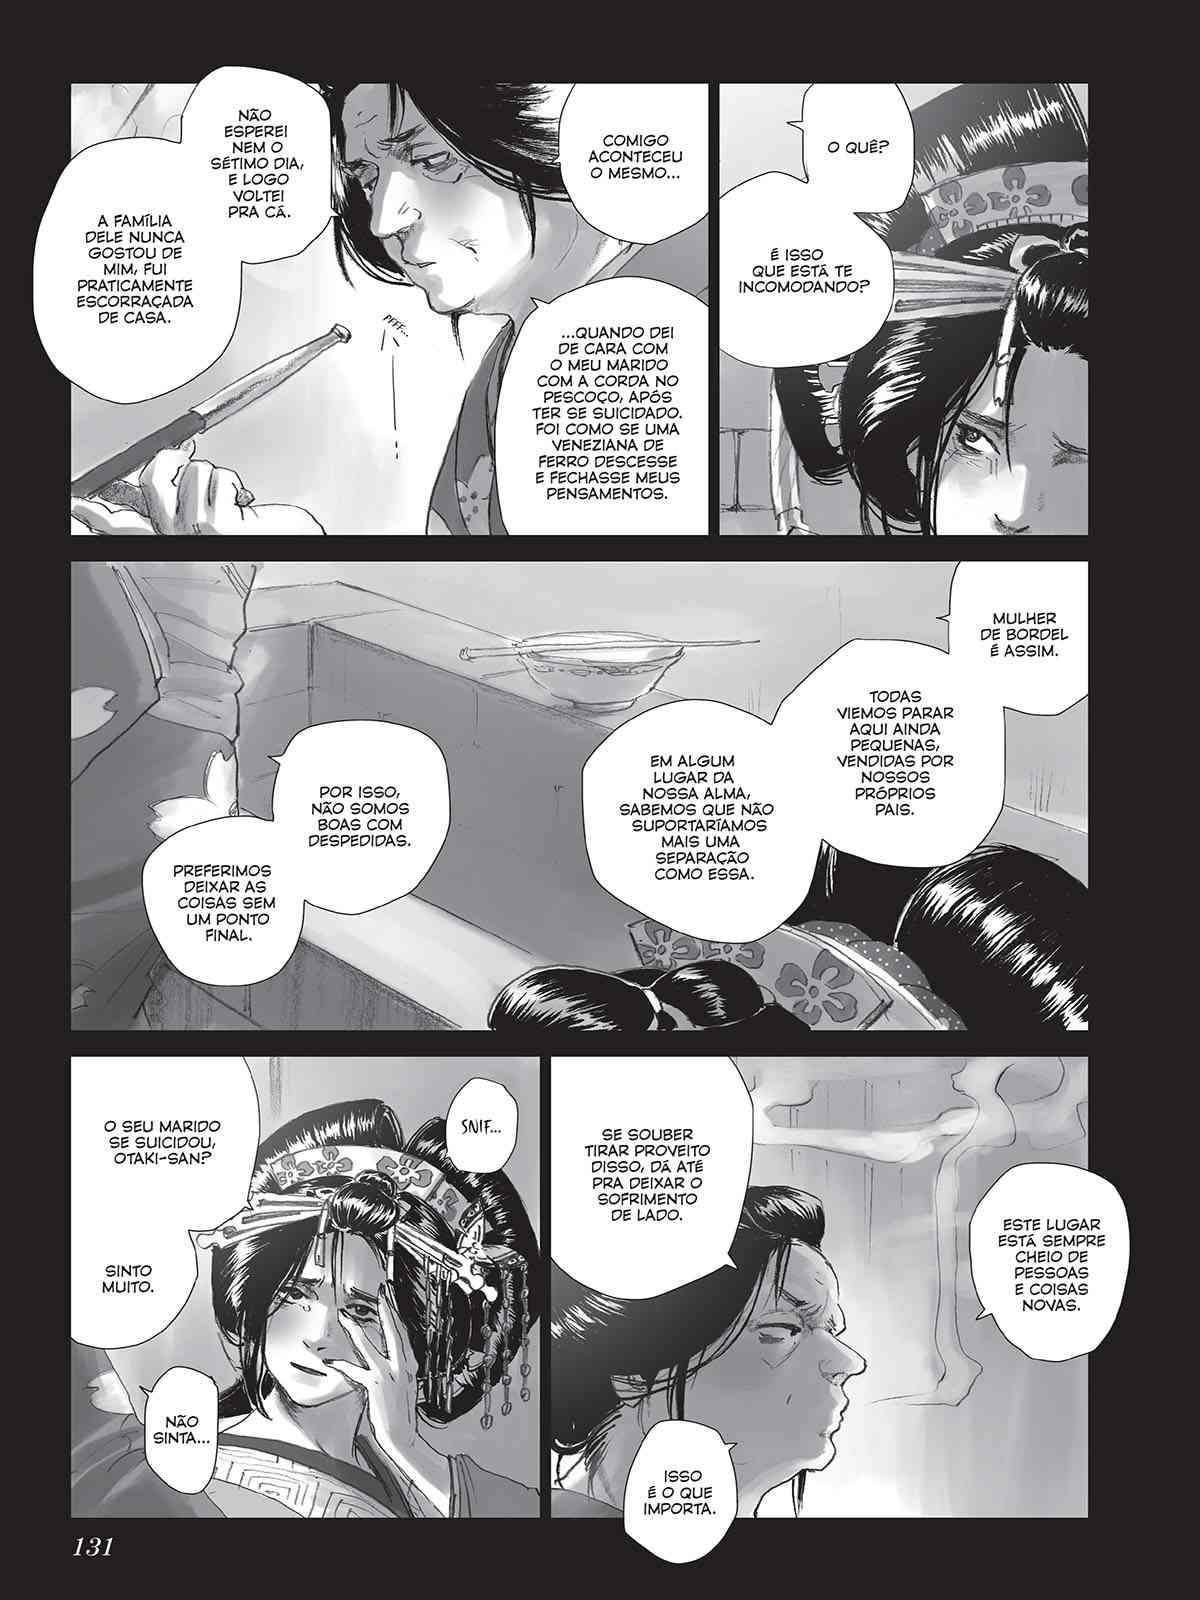 O QUÊ?
É ISSO
QUE ESTÁ TE
INCOMODANDO?
COMIGO
ACONTECEU
O MESMO...
...QUANDO DEI
DE CARA COM
O MEU MARIDO
COM A CORDA NO
PESCOÇO, APÓS
TER SE SUICIDADO.
FOI COMO SE UMA
VENEZIANA DE
FERRO DESCESSE
E FECHASSE MEUS
PENSAMENTOS.
PFFF...
NÃO
ESPEREI
NEM O
SÉTIMO DIA,
E LOGO
VOLTEI
PRA CÁ.
A FAMÍLIA
DELE NUNCA
GOSTOU DE
MIM, FUI
PRATICAMENTE
ESCORRAÇADA
DE CASA.
MULHER
DE BORDEL
É ASSIM.
TODAS
VIEMOS PARAR
AQUI AINDA
PEQUENAS,
VENDIDAS POR
NOSSOS
PRÓPRIOS
PAIS.
EM ALGUM
LUGAR DA
NOSSA ALMA,
SABEMOS QUE NÃO
SUPORTARÍAMOS
MAIS UMA
SEPARAÇÃO
COMO ESSA.
POR ISSO,
NÃO SOMOS
BOAS COM
DESPEDIDAS.
PREFERIMOS
DEIXAR AS
COISAS SEM
UM PONTO
FINAL.
ESTE LUGAR
ESTÁ SEMPRE
CHEIO DE
PESSOAS
E COISAS
NOVAS.
SE SOUBER
TIRAR PROVEITO
DISSO, DÁ ATÉ
PRA DEIXAR O
SOFRIMENTO
DE LADO.
ISSO
É O QUE
IMPORTA.
SNIF...
O SEU MARIDO
SE SUICIDOU,
OTAKI-SAN?
SINTO
MUITO.
NÃO
SINTA...
131